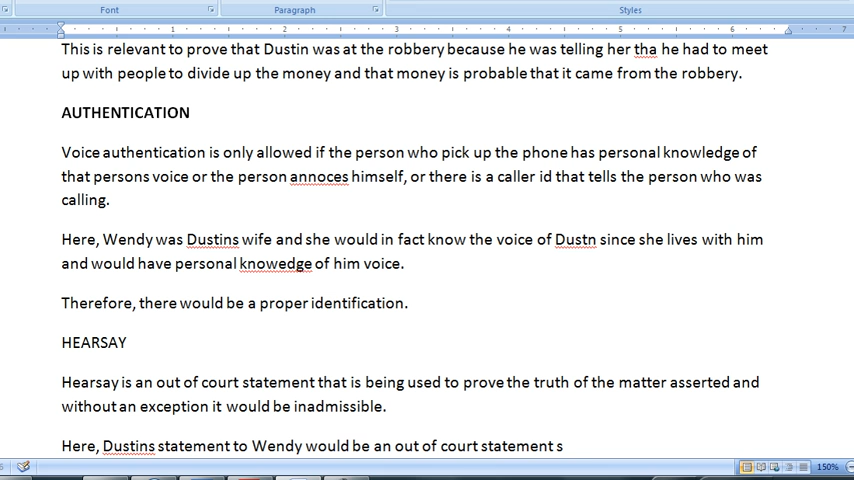 Font Paragraph Styles
1 2 3 4 5 6 7
This is relevant to prove that Dustin was at the robbery because he was telling her tha he had to meet
up with people to divide up the money and that money is probable that it came from the robbery.
AUTHENTICATION
Voice authentication is only allowed if the person who pick up the phone has personal knowledge of
that persons voice or the person annoces himself, or there is a caller id that tells the person who was
calling.
Here, Wendy was Dustins wife and she would in fact know the voice of Dustn since she lives with him
and would have personal knowedge of him voice.
Therefore, there would be a proper identification.
HEARSAY
Hearsay is an out of court statement that is being used to prove the truth of the matter asserted and
without an exception it would be inadmissible.
Here, Dustins statement to Wendy would be an out of court statement s
150%